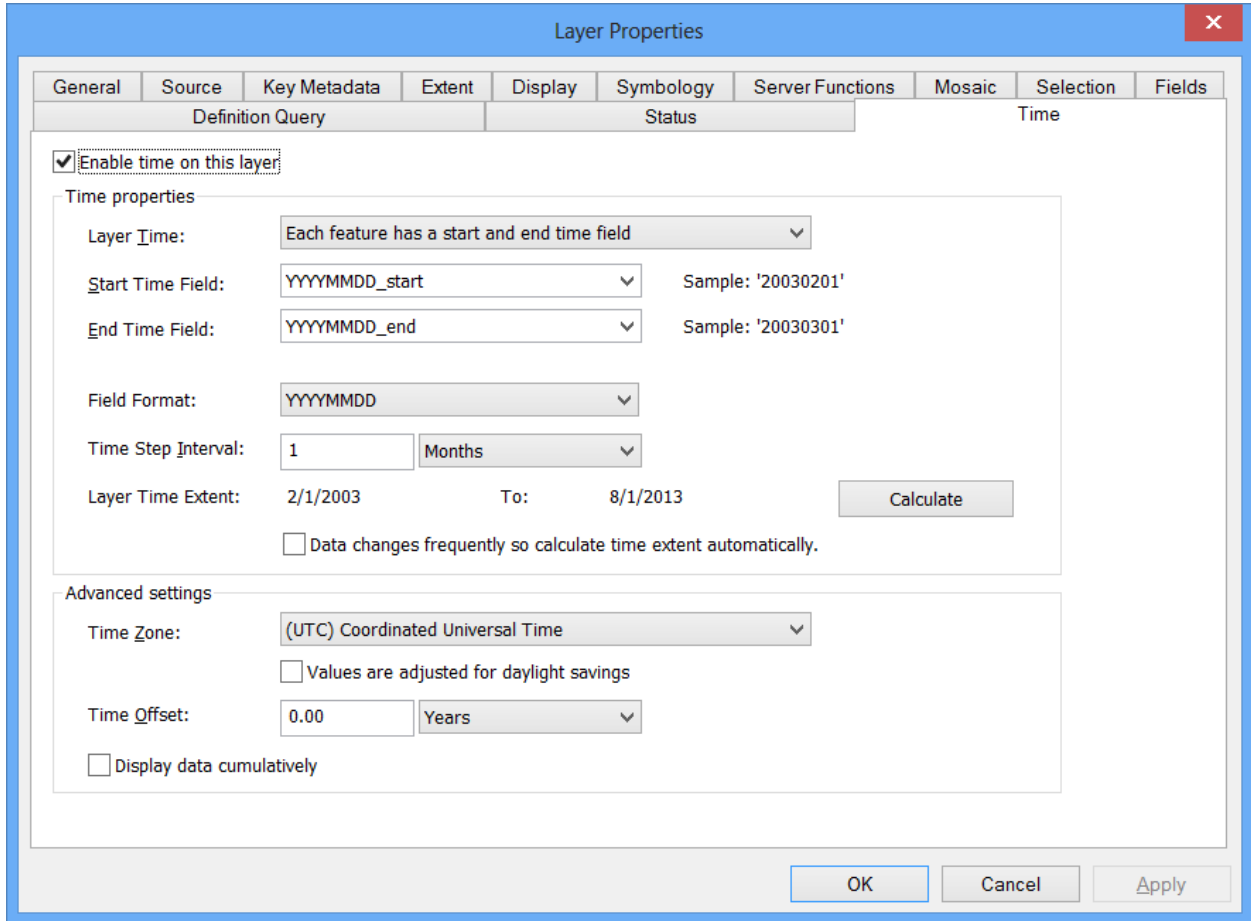 Layer Properties
General Source Key Metadata Extent Display Symbology Server Functions Mosaic Selection Fields
Definition Query Status Time
Enable time on this layer
Time properties
Layer Time: Each feature has a start and end time field
Start Time Field: YYYYMMDD_start Sample: '20030201'
End Time Field: YYYYMMDD_end Sample: '20030301'
Field Format: YYYYMMDD
Time Step Interval: 1 Months
Layer Time Extent: 2/1/2003 To: 8/1/2013 Calculate
Data changes frequently so calculate time extent automatically.
Advanced settings
Time Zone: (UTC) Coordinated Universal Time
Values are adjusted for daylight savings
Time Offset: 0.00 Years
Display data cumulatively
OK Cancel Apply